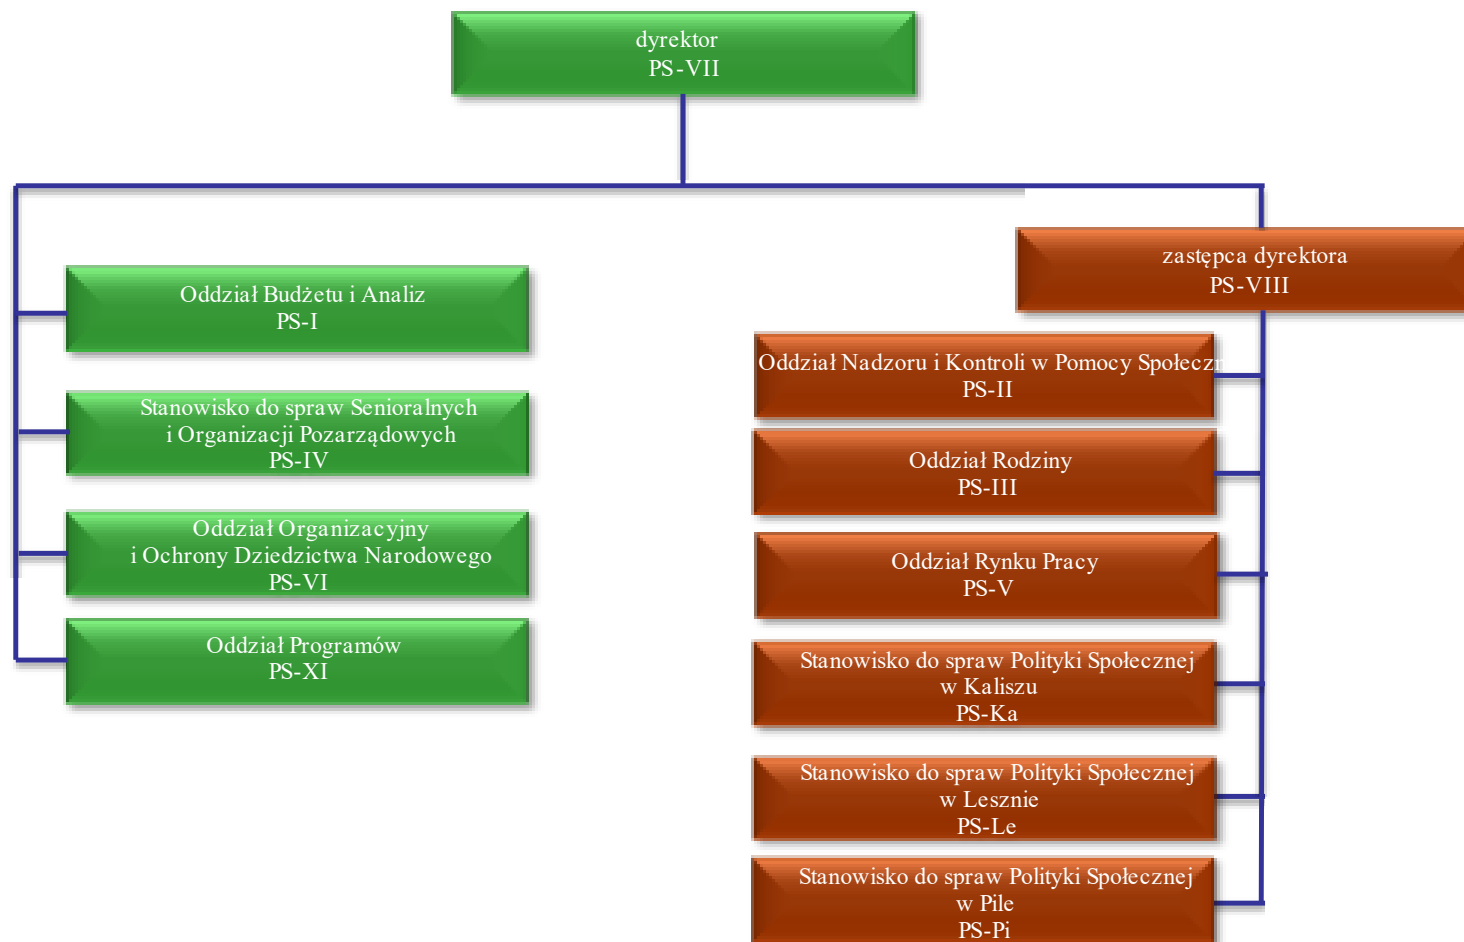 dyrektor
PS-VII
zastępca dyrektora
PS-VIII
Oddział Budżetu i Analiz
PS-I
Stanowisko do spraw Senioralnych
i Organizacji Pozarządowych
PS-IV
Oddział Organizacyjny
i Ochrony Dziedzictwa Narodowego
PS-VI
Oddział Programów
PS-XI
Oddział Nadzoru i Kontroli w Pomocy Społeczn
PS-II
Oddział Rodziny
PS-III
Oddział Rynku Pracy
PS-V
Stanowisko do spraw Polityki Społecznej
w Kaliszu
PS-Ka
Stanowisko do spraw Polityki Społecznej
w Lesznie
PS-Le
Stanowisko do spraw Polityki Społecznej
w Pile
PS-Pi